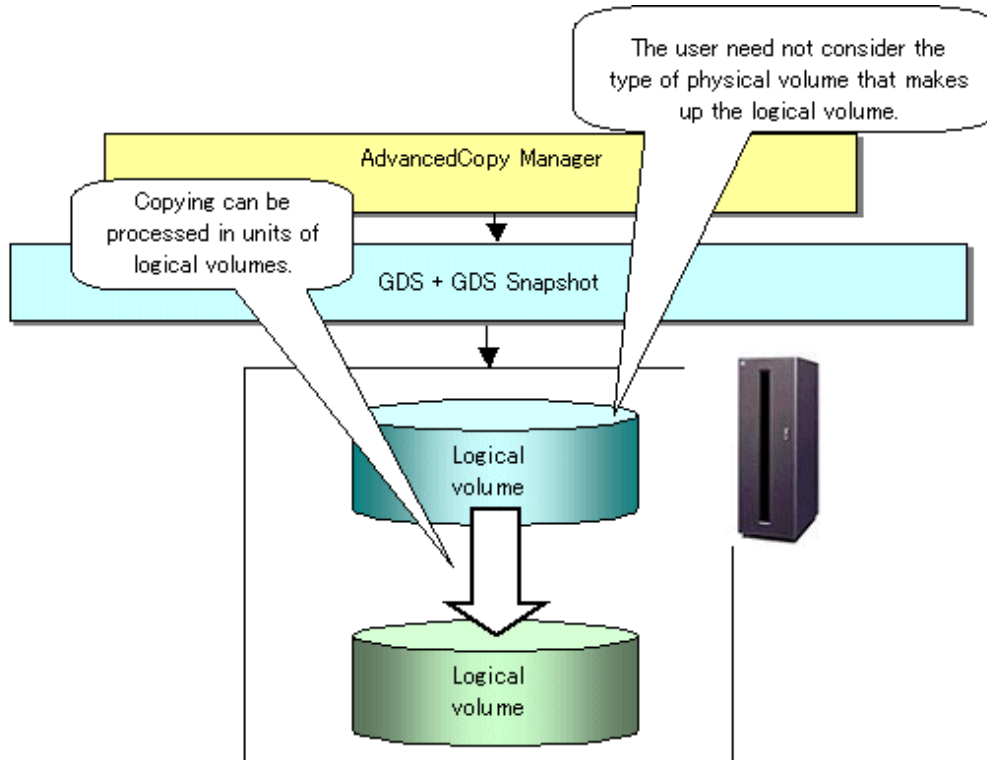 The user need not consider the
type of physical volume that makes
up the logical volume.
AdvancedCopy Manager
Copying can be
processed in units of
logical volumes.
GDS + GDS Snapshot
Logical
volume
Logical
volume